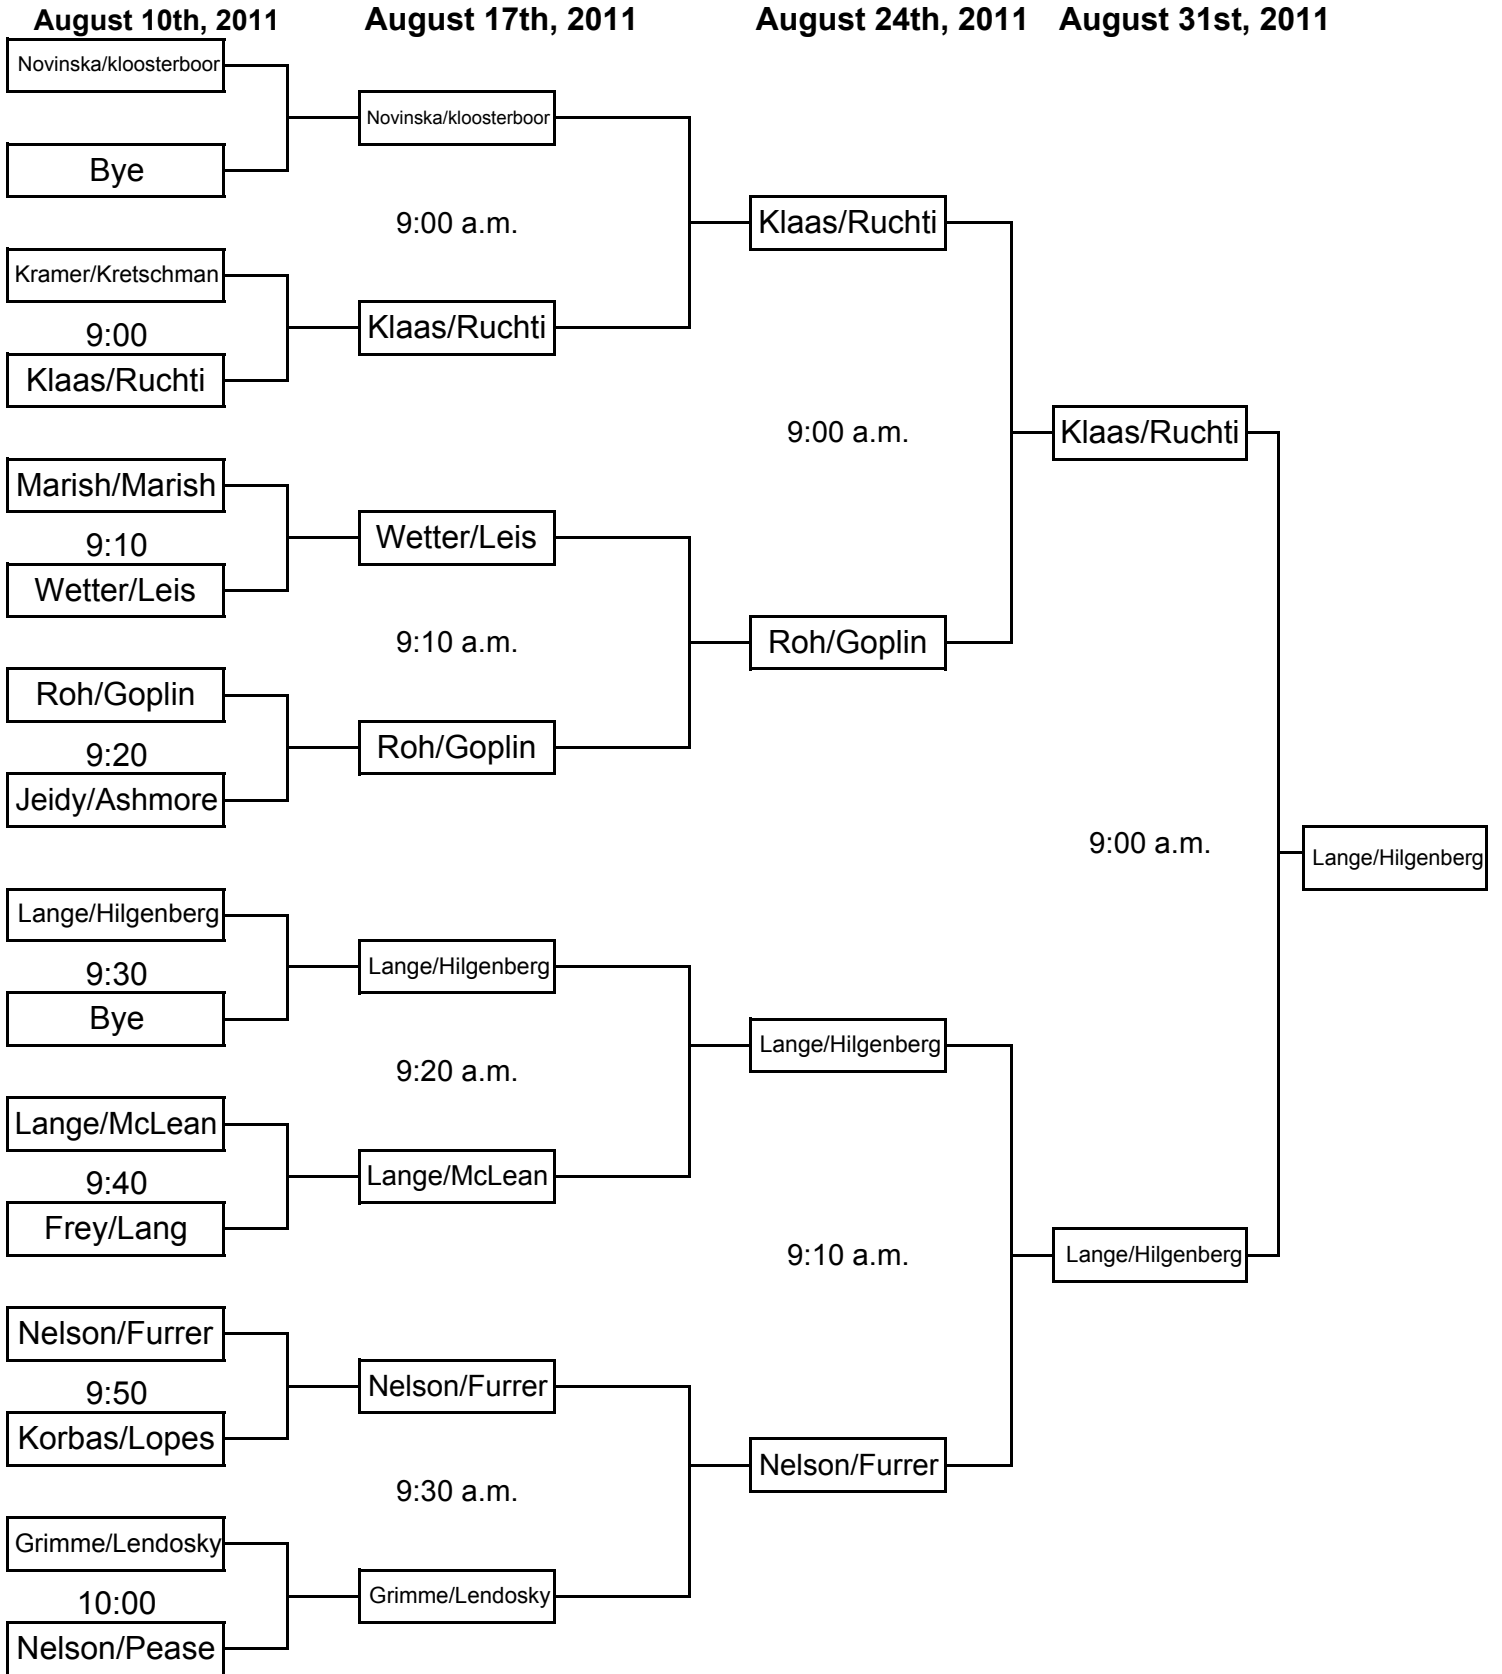 August 10th, 2011
August 17th, 2011
August 24th, 2011
August 31st, 2011
Novinska/kloosterboor
Bye
Kramer/Kretschman
9:00
Klaas/Ruchti
Marish/Marish
9:10
Wetter/Leis
Roh/Goplin
9:20
Jeidy/Ashmore
Lange/Hilgenberg
9:30
Bye
Lange/McLean
9:40
Frey/Lang
Nelson/Furrer
9:50
Korbas/Lopes
Grimme/Lendosky
10:00
Nelson/Pease
Novinska/kloosterboor
9:00 a.m.
Klaas/Ruchti
Wetter/Leis
9:10 a.m.
Roh/Goplin
Lange/Hilgenberg
9:20 a.m.
Lange/McLean
Nelson/Furrer
9:30 a.m.
Grimme/Lendosky
Klaas/Ruchti
9:00 a.m.
Roh/Goplin
Lange/Hilgenberg
9:10 a.m.
Nelson/Furrer
Klaas/Ruchti
9:00 a.m.
Lange/Hilgenberg
Lange/Hilgenberg